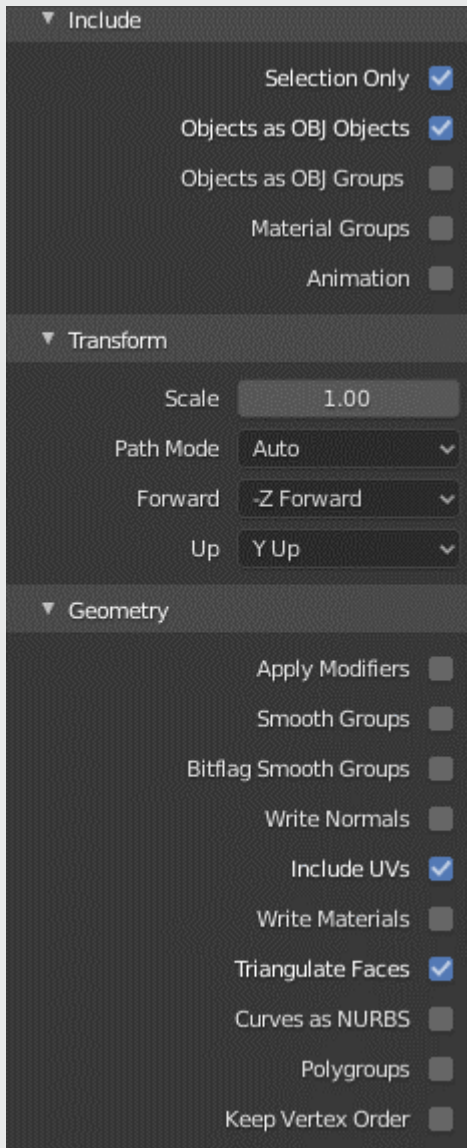 Include
Selection Only
Objects as OBJ Objects
Objects as OBJ Groups
Material Groups
Animation
Transform
Scale 1.00
Path Mode Auto
Forward -Z Forward
Up Y Up
Geometry
Apply Modifiers
Smooth Groups
Bitflag Smooth Groups
Write Normals
Include UVs
Write Materials
Triangulate Faces
Curves as NURBS
Polygroups
Keep Vertex Order